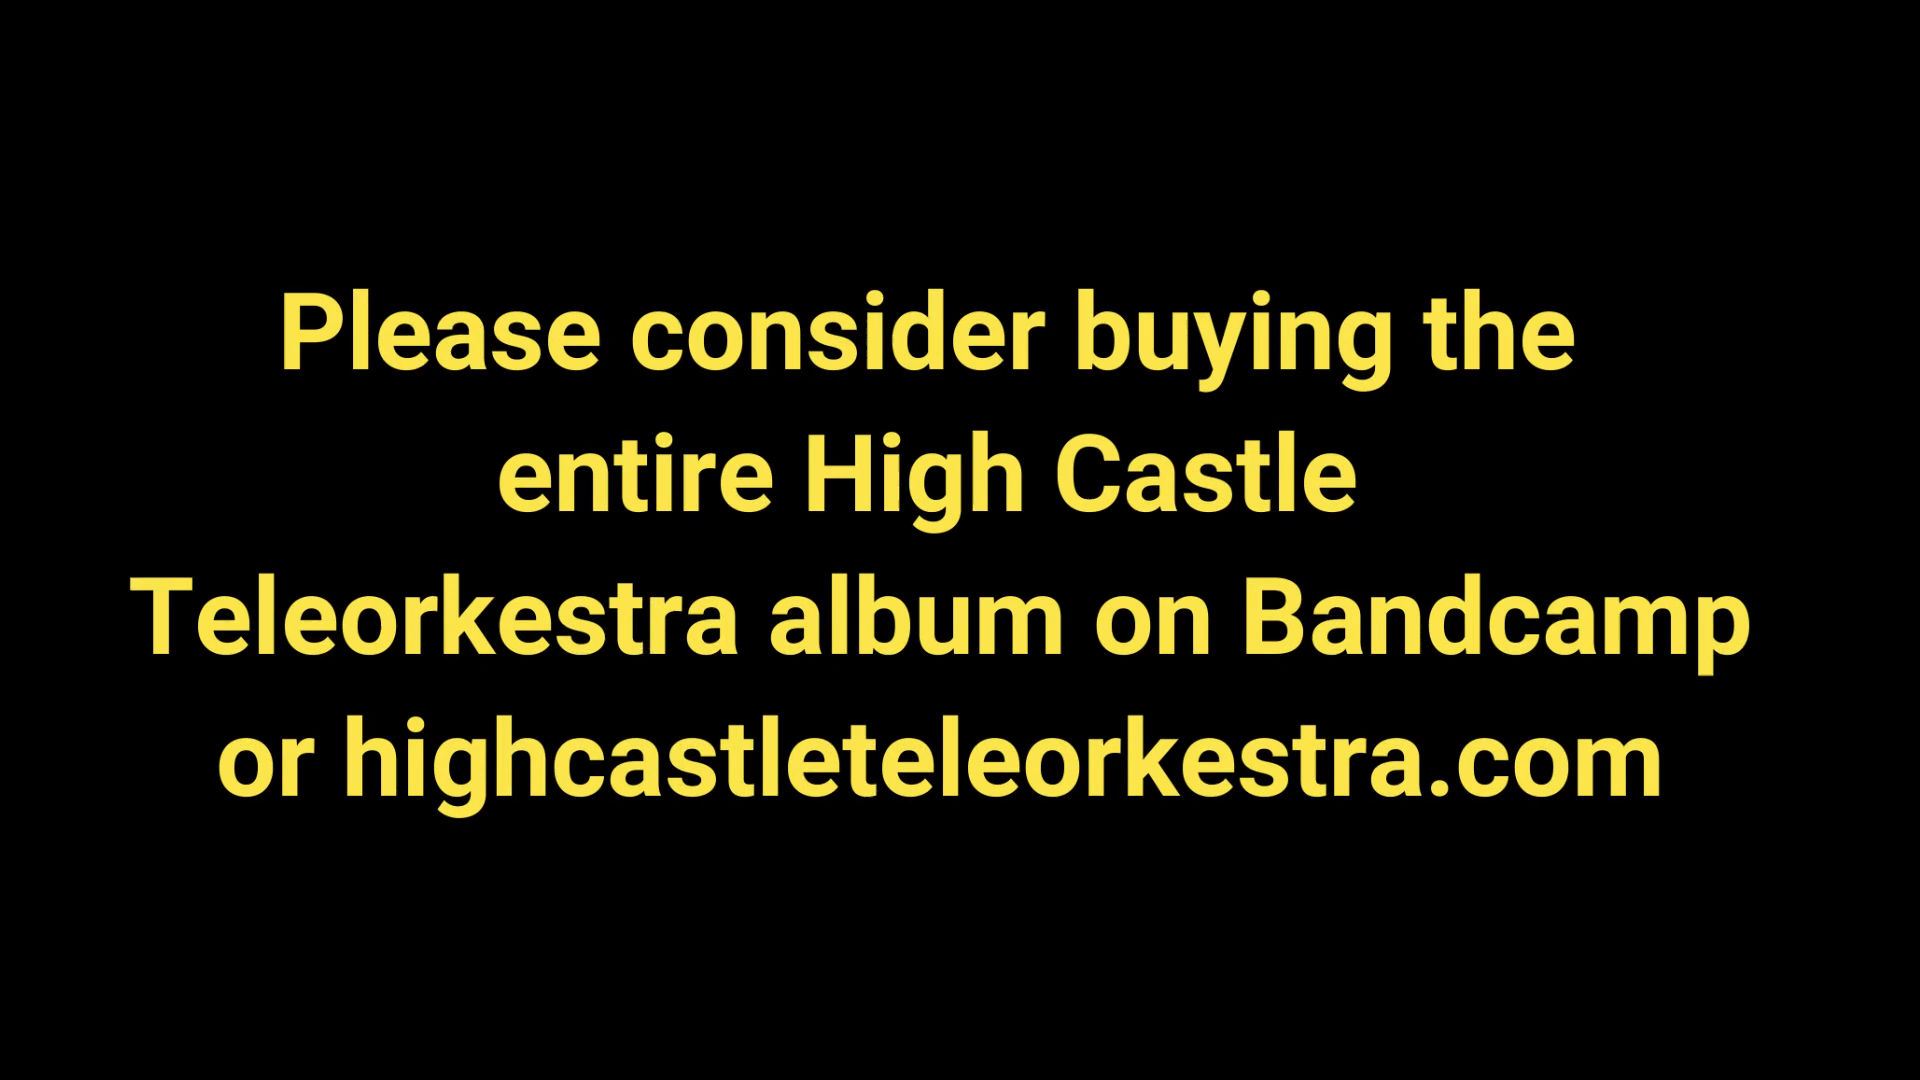 Please consider buying the
entire High Castle
Teleorkestra album on Bandcamp
or highcastleteleorkestra.com